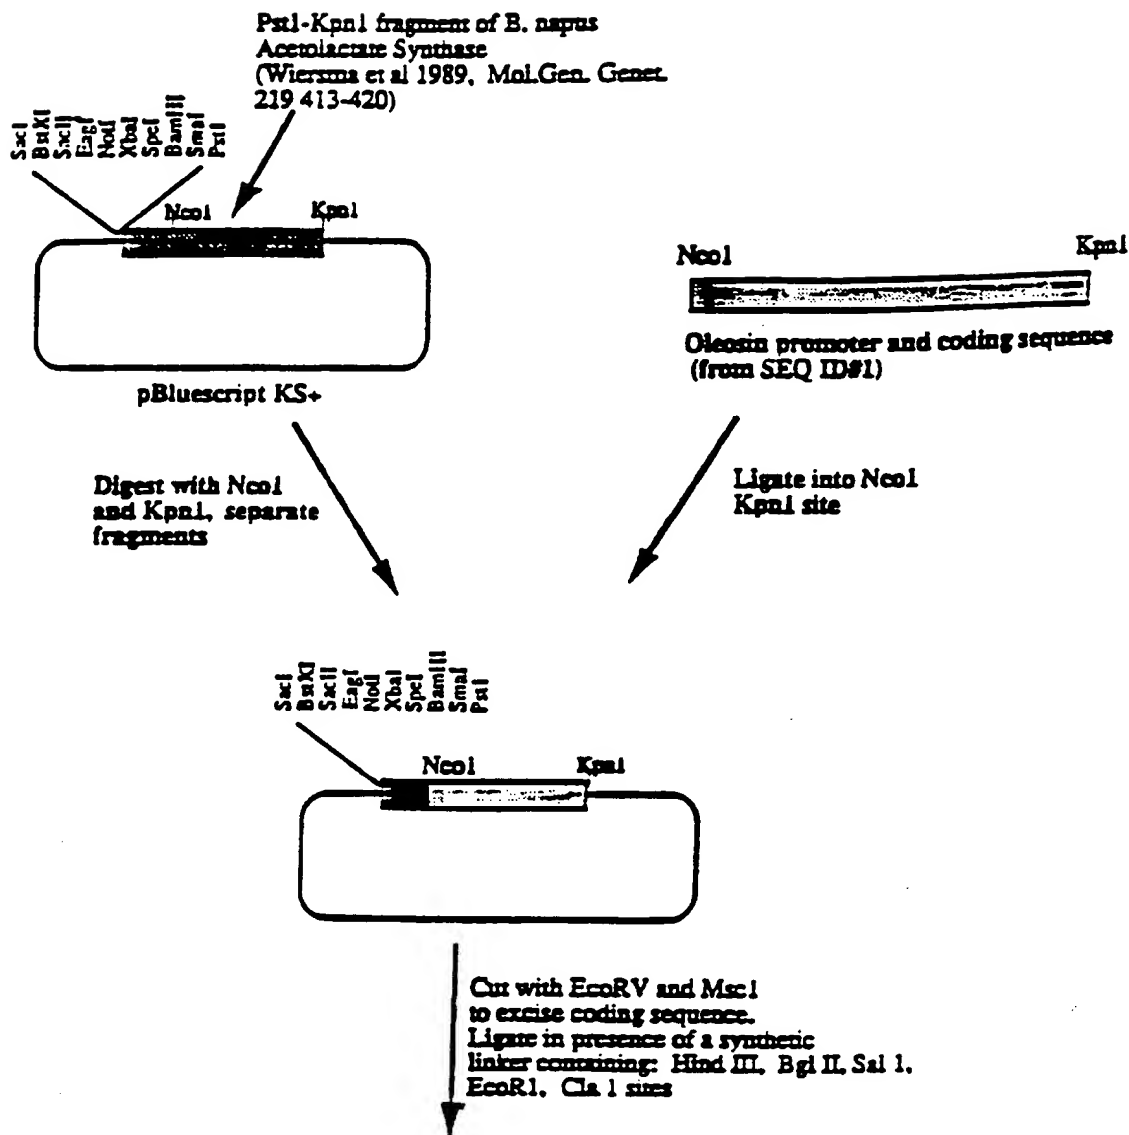 Pst1-Kpn1 fragment of B. napus
Acetolactate Synthase
(Wiersma et al 1989, Mol.Gen. Genet.
219 413-420)
SacI
BstXI
SacII
EagI
NotI
XbaI
SpeI
BamIII
SmaI
PstI
Nco1
Kpn1
pBluescript KS+
Nco1
Kpn1
Oleosin promoter and coding sequence
(from SEQ ID#1)
Digest with Nco1
and Kpn1, separate
fragments
Ligate into Nco1
Kpn1 site
SacI
BstXI
SacII
EagI
NotI
XbaI
SpeI
BamIII
SmaI
PstI
Nco1
Kpn1
Cut with EcoRV and Msc1
to excise coding sequence.
Ligate in presence of a synthetic
linker containing: Hind III, Bgl II, Sal 1,
EcoR1, Cla 1 sites